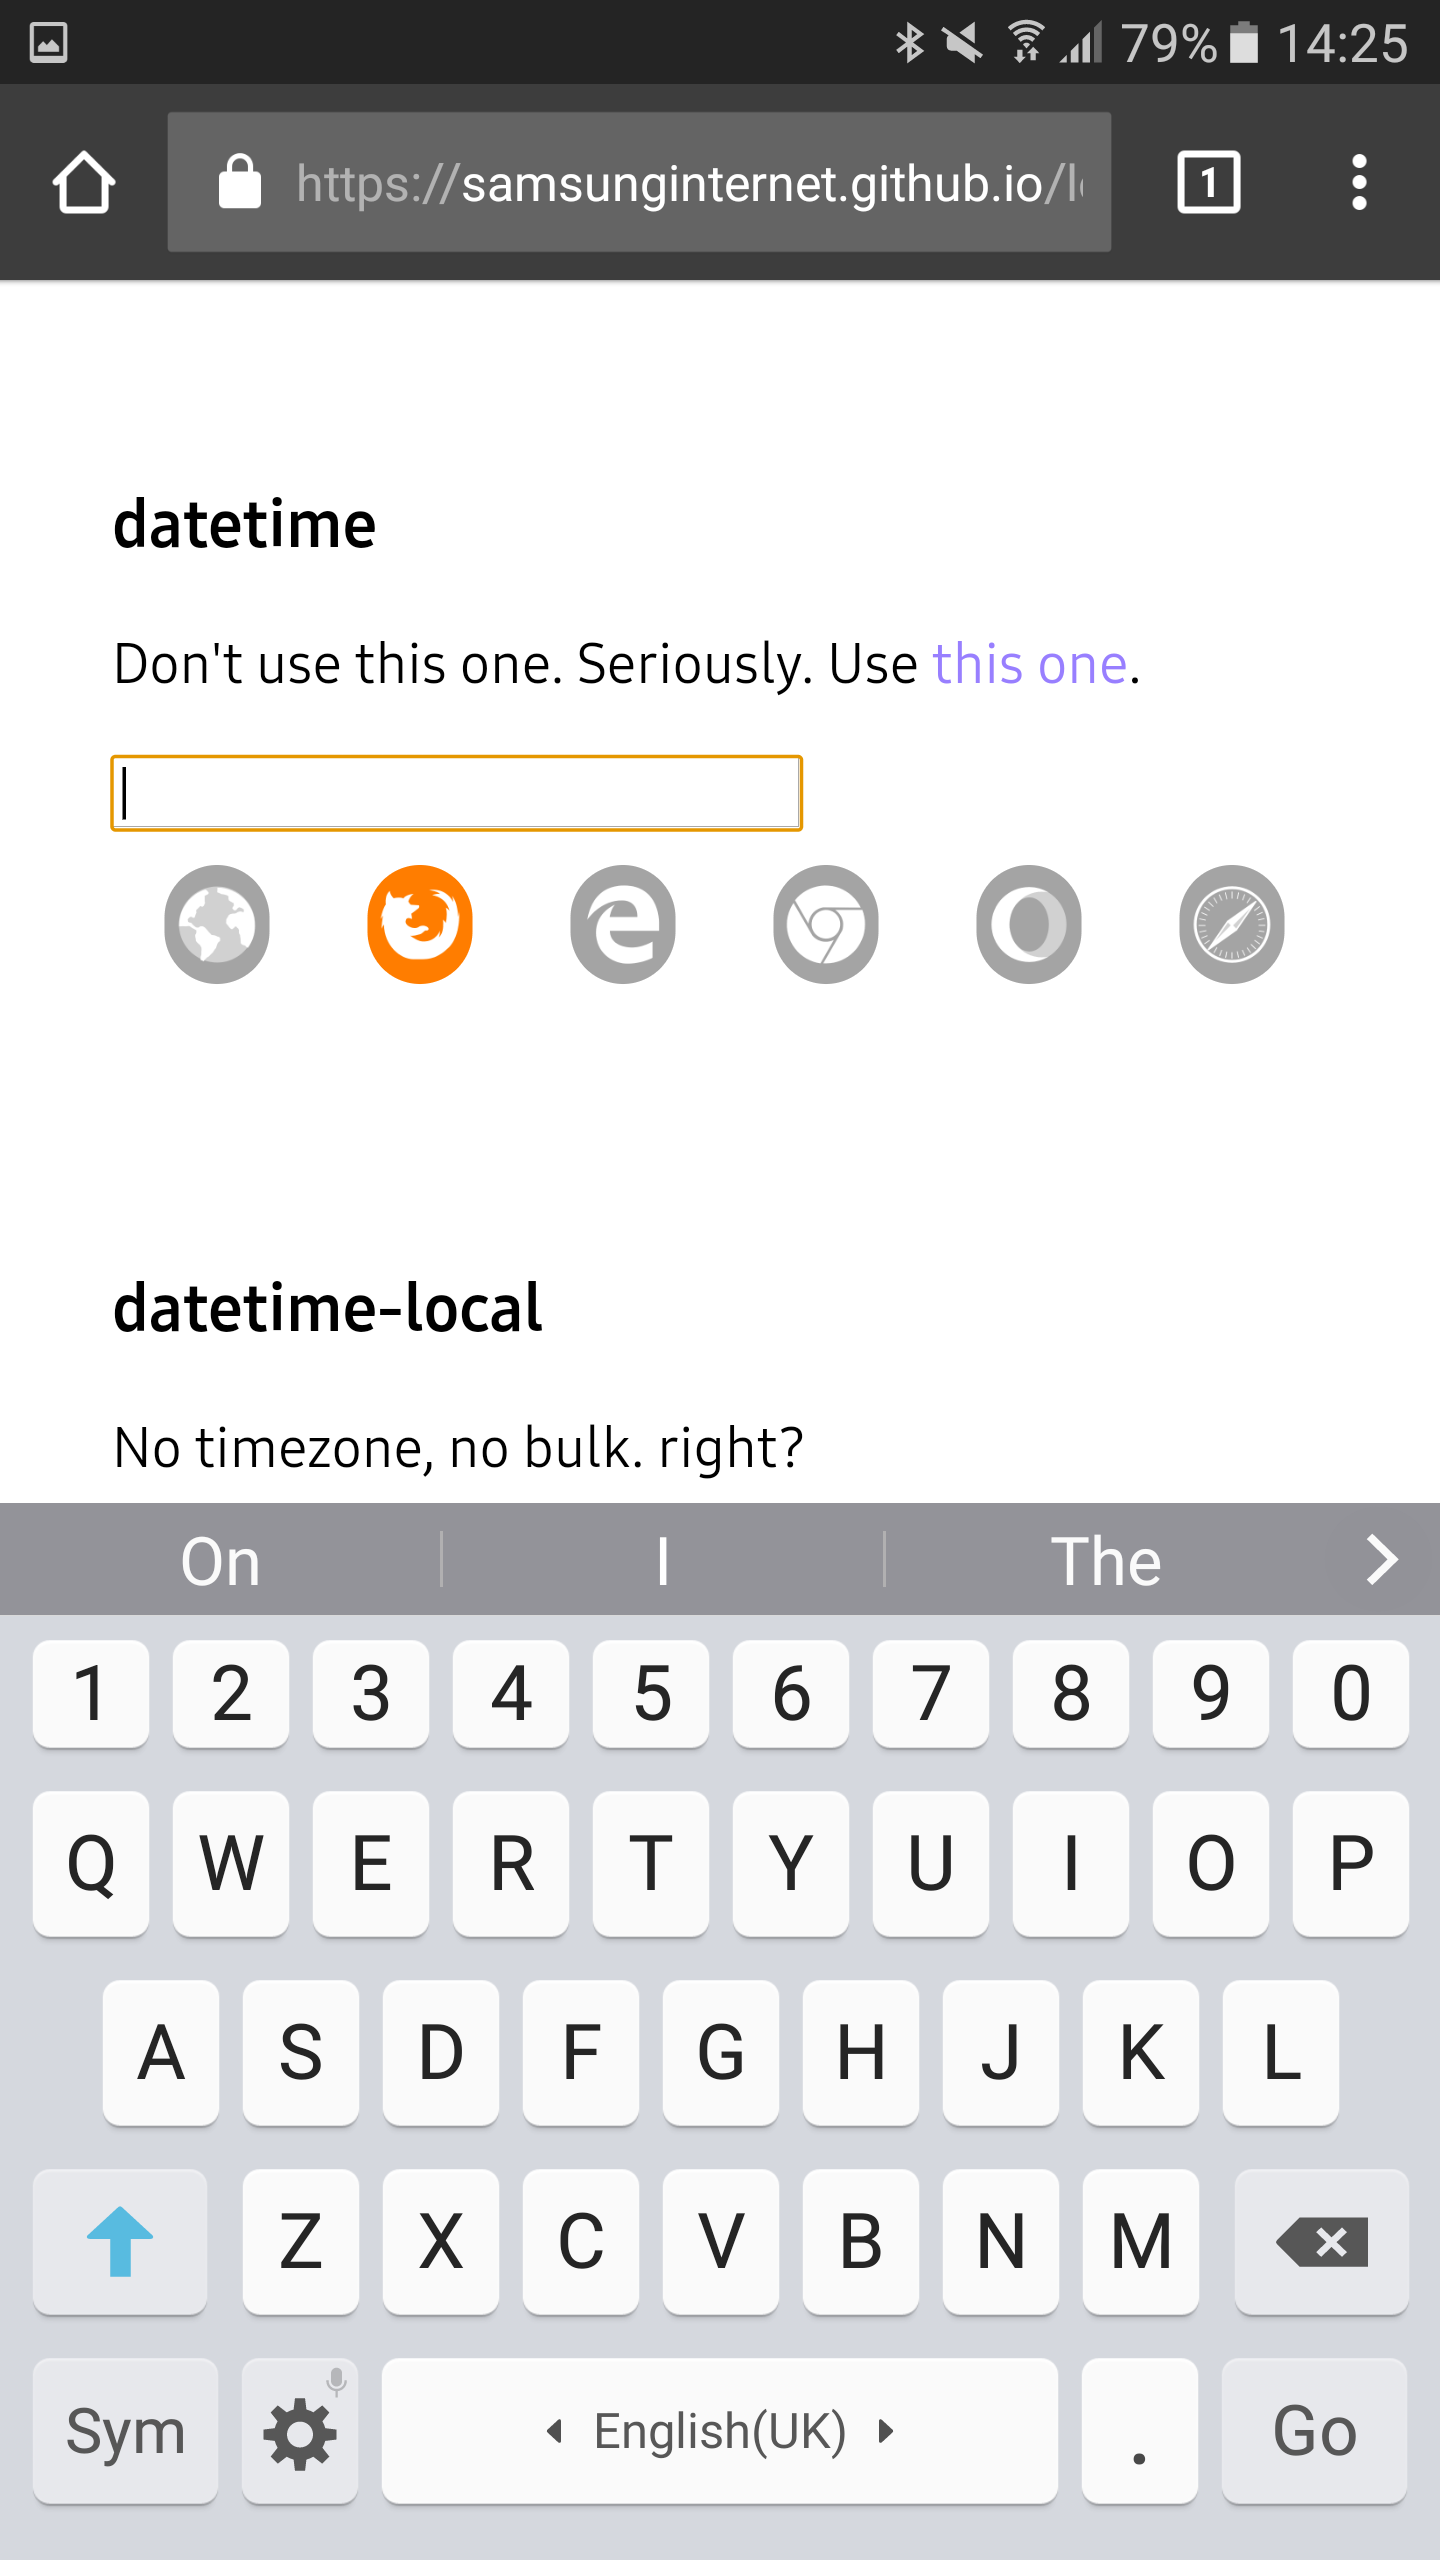 79% 14:25
https://samsunginternet.github.io/l
1
datetime
Don't use this one. Seriously. Use this one.
datetime-local
No timezone, no bulk. right?
On I The
1 2 3 4 5 6 7 8 9 0
Q W E R T Y U I O P
A S D F G H J K L
Z X C V B N M
Sym English(UK) . Go